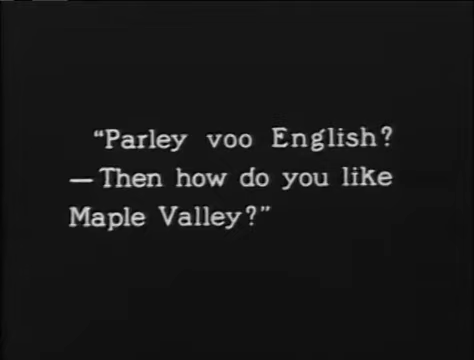 “Parley voo English?
—Then how do you like
Maple Valley?”